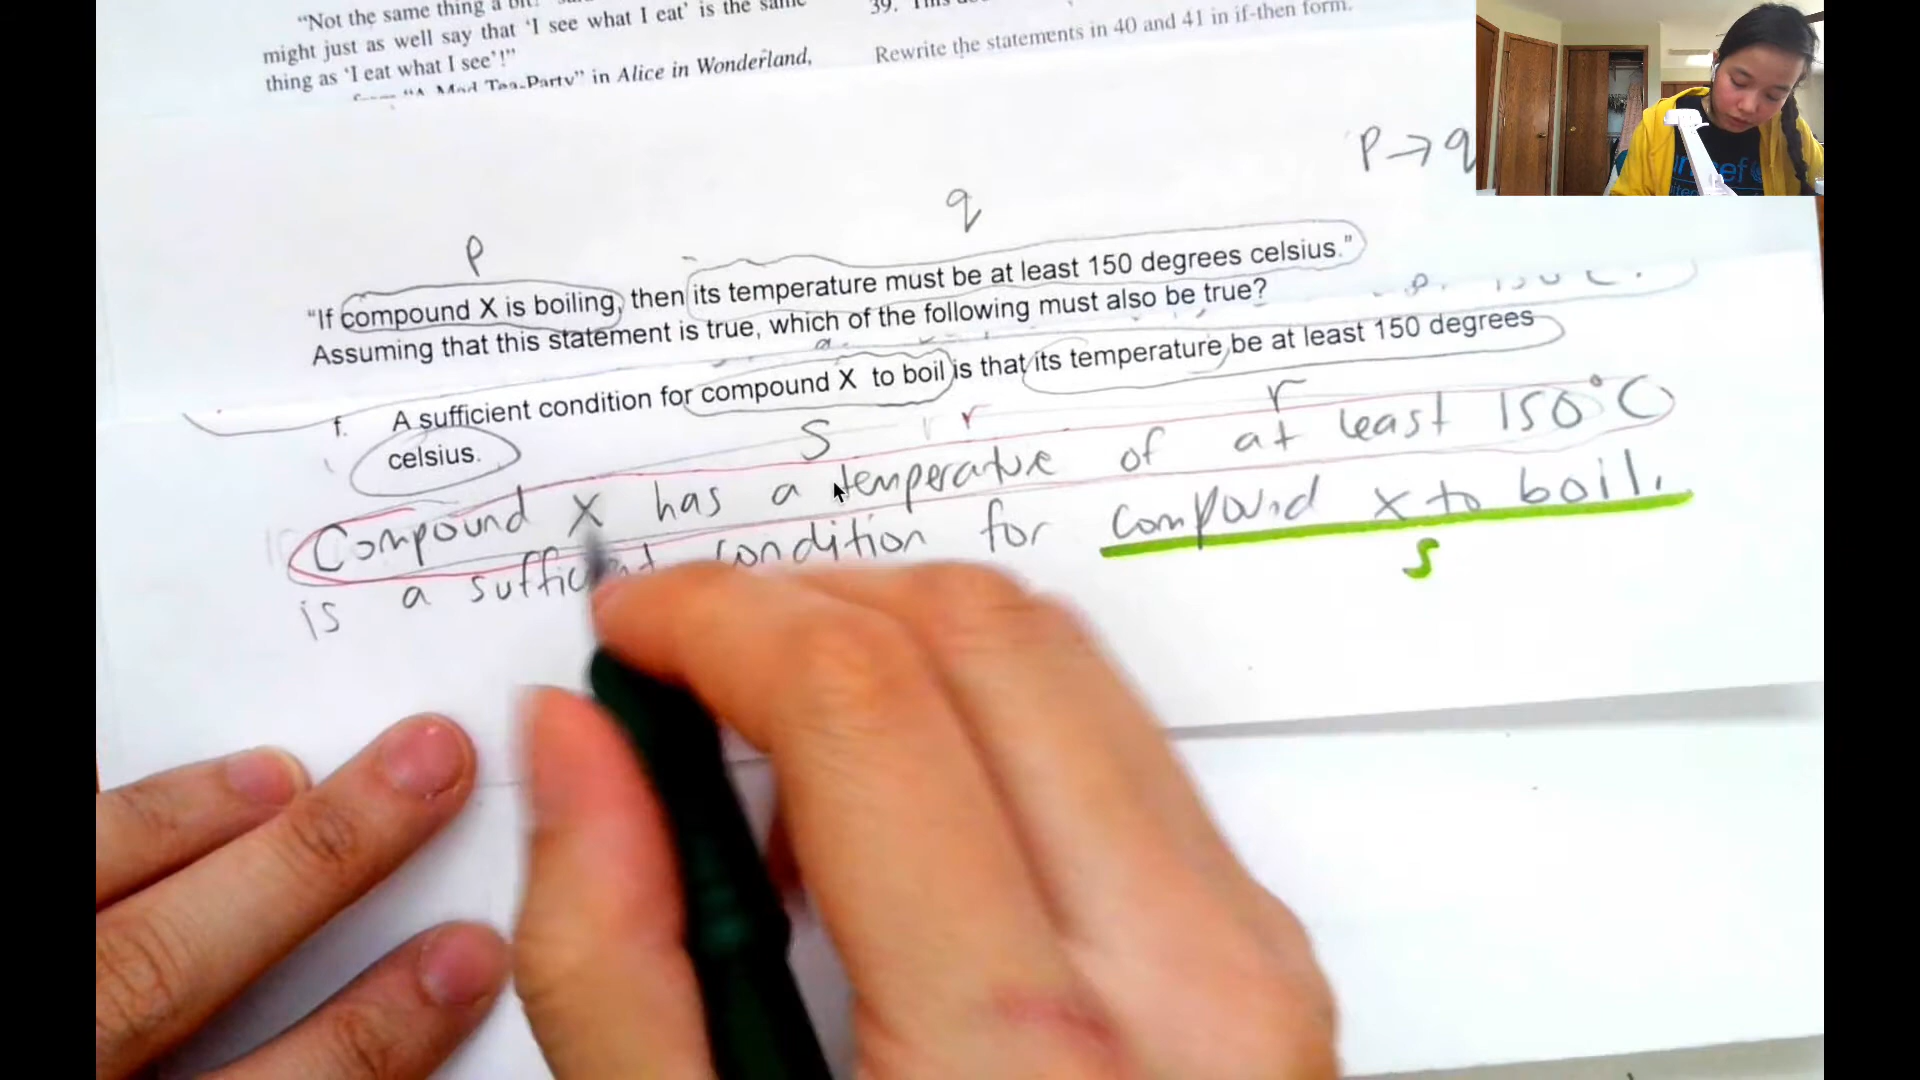 "Not the same thing a bit!
might just as well say that 'I see what I eat' is the same
thing as 'I eat what I see'!"
"A Mad Tea-Party" in Alice in Wonderland,
39. This
Rewrite the statements in 40 and 41 in if-then form.
p → q
q
p
"If compound X is boiling, then its temperature must be at least 150 degrees celsius."
Assuming that this statement is true, which of the following must also be true?
f. A sufficient condition for compound X to boil is that its temperature be at least 150 degrees
celsius.
s r r
Compound X has a temperature of at least 150°C
is a sufficient condition for compound x to boil.
s